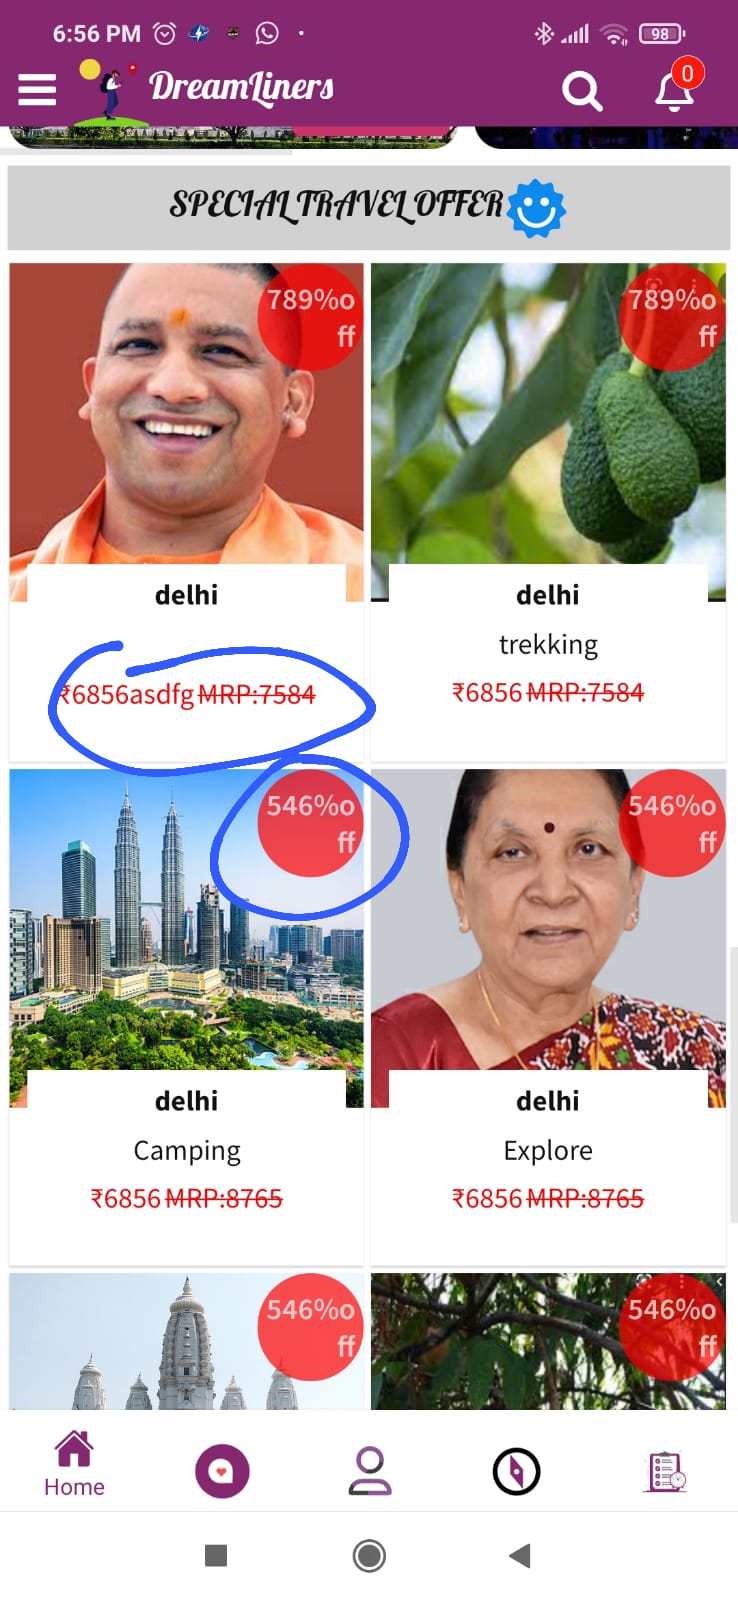 6:56 PM
98
DreamLiners
0
SPECIAL TRAVEL OFFER
789%o
ff
789%o
ff
delhi
delhi
trekking
₹6856asdfg MRP:7584
₹6856 MRP:7584
546%o
ff
546%o
ff
delhi
delhi
Camping
Explore
₹6856 MRP:8765
₹6856 MRP:8765
546%o
ff
546%o
ff
Home